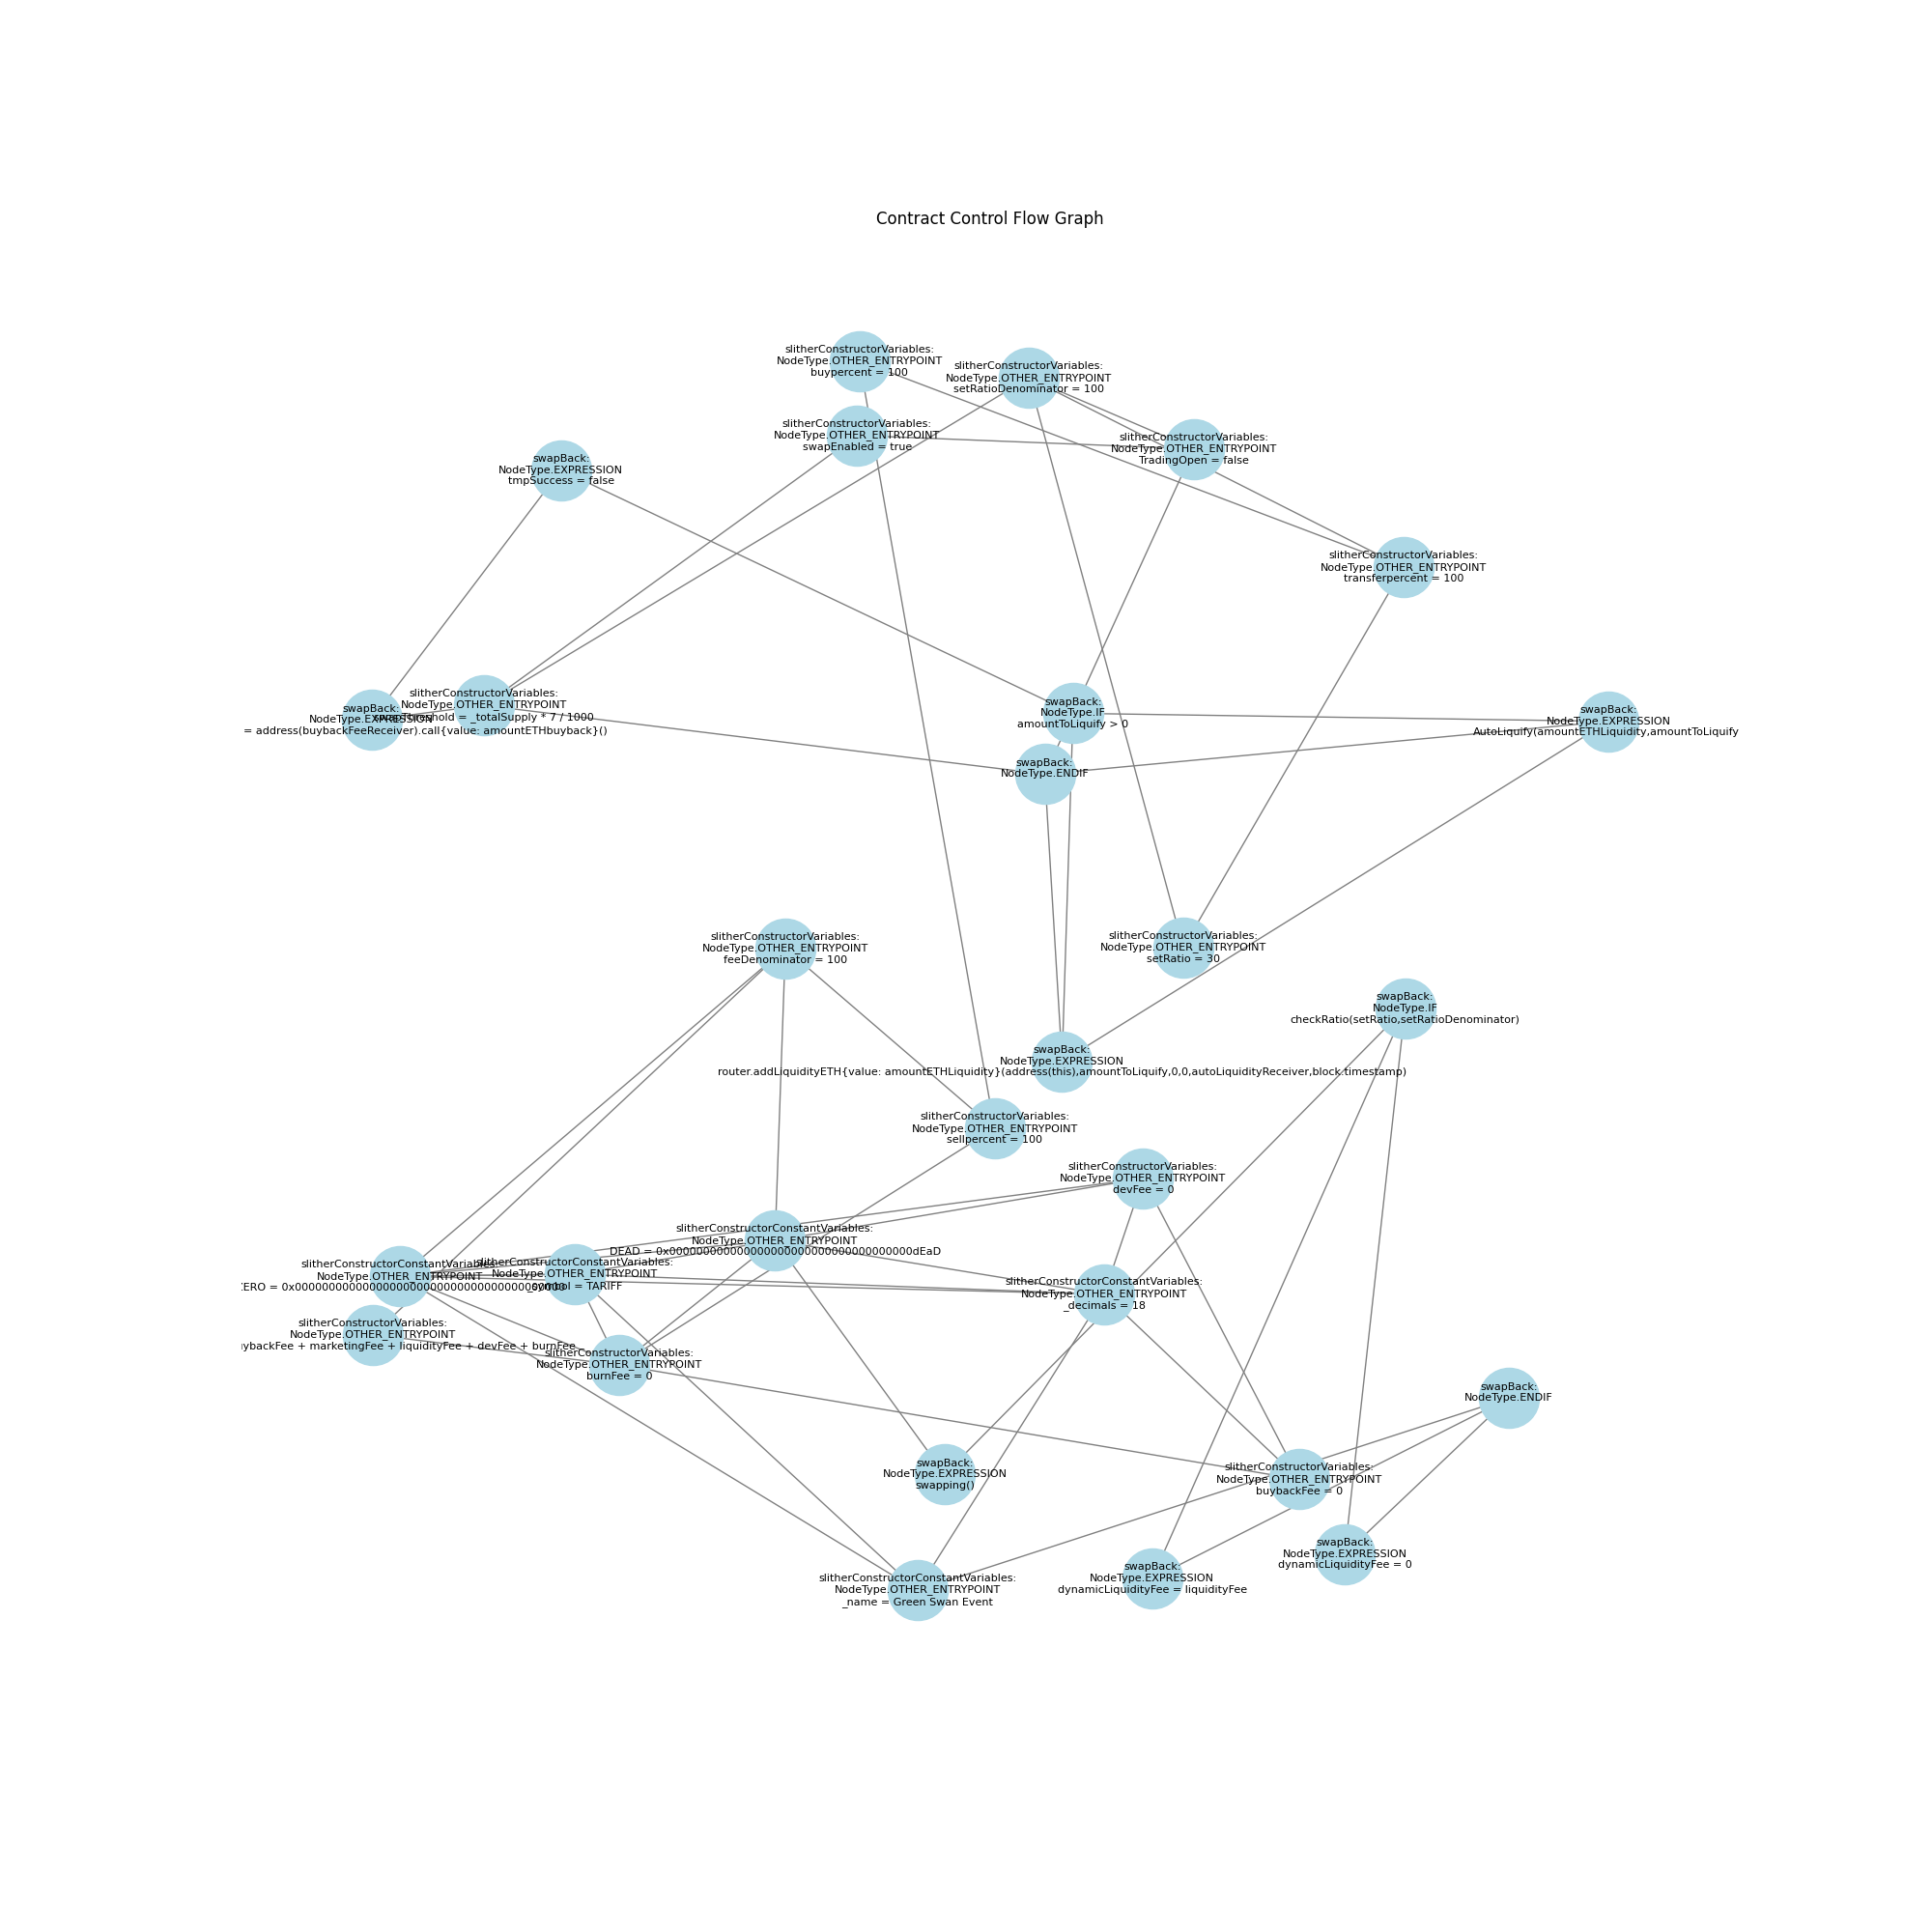 Contract Control Flow Graph
slitherConstructorVariables:
NodeType.OTHER_ENTRYPOINT
buypercent = 100
slitherConstructorVariables:
NodeType.OTHER_ENTRYPOINT
setRatioDenominator = 100
slitherConstructorVariables:
NodeType.OTHER_ENTRYPOINT
swapEnabled = true
slitherConstructorVariables:
NodeType.OTHER_ENTRYPOINT
TradingOpen = false
swapBack:
NodeType.EXPRESSION
tmpSuccess = false
slitherConstructorVariables:
NodeType.OTHER_ENTRYPOINT
transferpercent = 100
slitherConstructorVariables:
NodeType.OTHER_ENTRYPOINT
swapThreshold = _totalSupply * 7 / 1000
swapBack:
NodeType.EXPRESSION
= address(buybackFeeReceiver).call{value: amountETHbuyback}()
swapBack:
NodeType.IF
amountToLiquify > 0
swapBack:
NodeType.EXPRESSION
AutoLiquify(amountETHLiquidity,amountToLiquify
swapBack:
NodeType.ENDIF
slitherConstructorVariables:
NodeType.OTHER_ENTRYPOINT
feeDenominator = 100
slitherConstructorVariables:
NodeType.OTHER_ENTRYPOINT
setRatio = 30
swapBack:
NodeType.IF
checkRatio(setRatio,setRatioDenominator)
swapBack:
NodeType.EXPRESSION
router.addLiquidityETH{value: amountETHLiquidity}(address(this),amountToLiquify,0,0,autoLiquidityReceiver,block.timestamp)
slitherConstructorVariables:
NodeType.OTHER_ENTRYPOINT
sellpercent = 100
slitherConstructorVariables:
NodeType.OTHER_ENTRYPOINT
devFee = 0
slitherConstructorConstantVariables:
NodeType.OTHER_ENTRYPOINT
DEAD = 0x000000000000000000000000000000000000dEaD
slitherConstructorConstantVariables:
NodeType.OTHER_ENTRYPOINT
slitherConstructorConstantVariables:
NodeType.OTHER_ENTRYPOINT
_symbol = TARIFF
slitherConstructorConstantVariables:
NodeType.OTHER_ENTRYPOINT
_decimals = 18
slitherConstructorVariables:
NodeType.OTHER_ENTRYPOINT
ybackFee + marketingFee + liquidityFee + devFee + burnFee
slitherConstructorVariables:
NodeType.OTHER_ENTRYPOINT
burnFee = 0
swapBack:
NodeType.ENDIF
swapBack:
NodeType.EXPRESSION
swapping()
slitherConstructorVariables:
NodeType.OTHER_ENTRYPOINT
buybackFee = 0
swapBack:
NodeType.EXPRESSION
dynamicLiquidityFee = 0
swapBack:
NodeType.EXPRESSION
dynamicLiquidityFee = liquidityFee
slitherConstructorConstantVariables:
NodeType.OTHER_ENTRYPOINT
_name = Green Swan Event